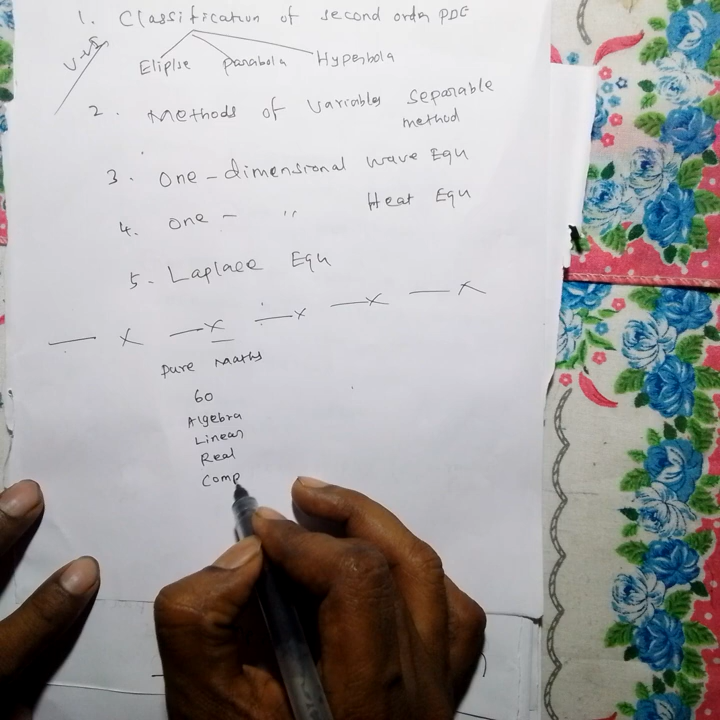 1. Classification of second order PDE
Eliplse Parabola Hyperbola
2. Methods of variables separable
method
3. One-dimensional wave Equ
4. One - " Heat Equ
5. Laplace Equ
— x — x — x — x — x
Pure Maths
60
Algebra
Linear
Real
Comp